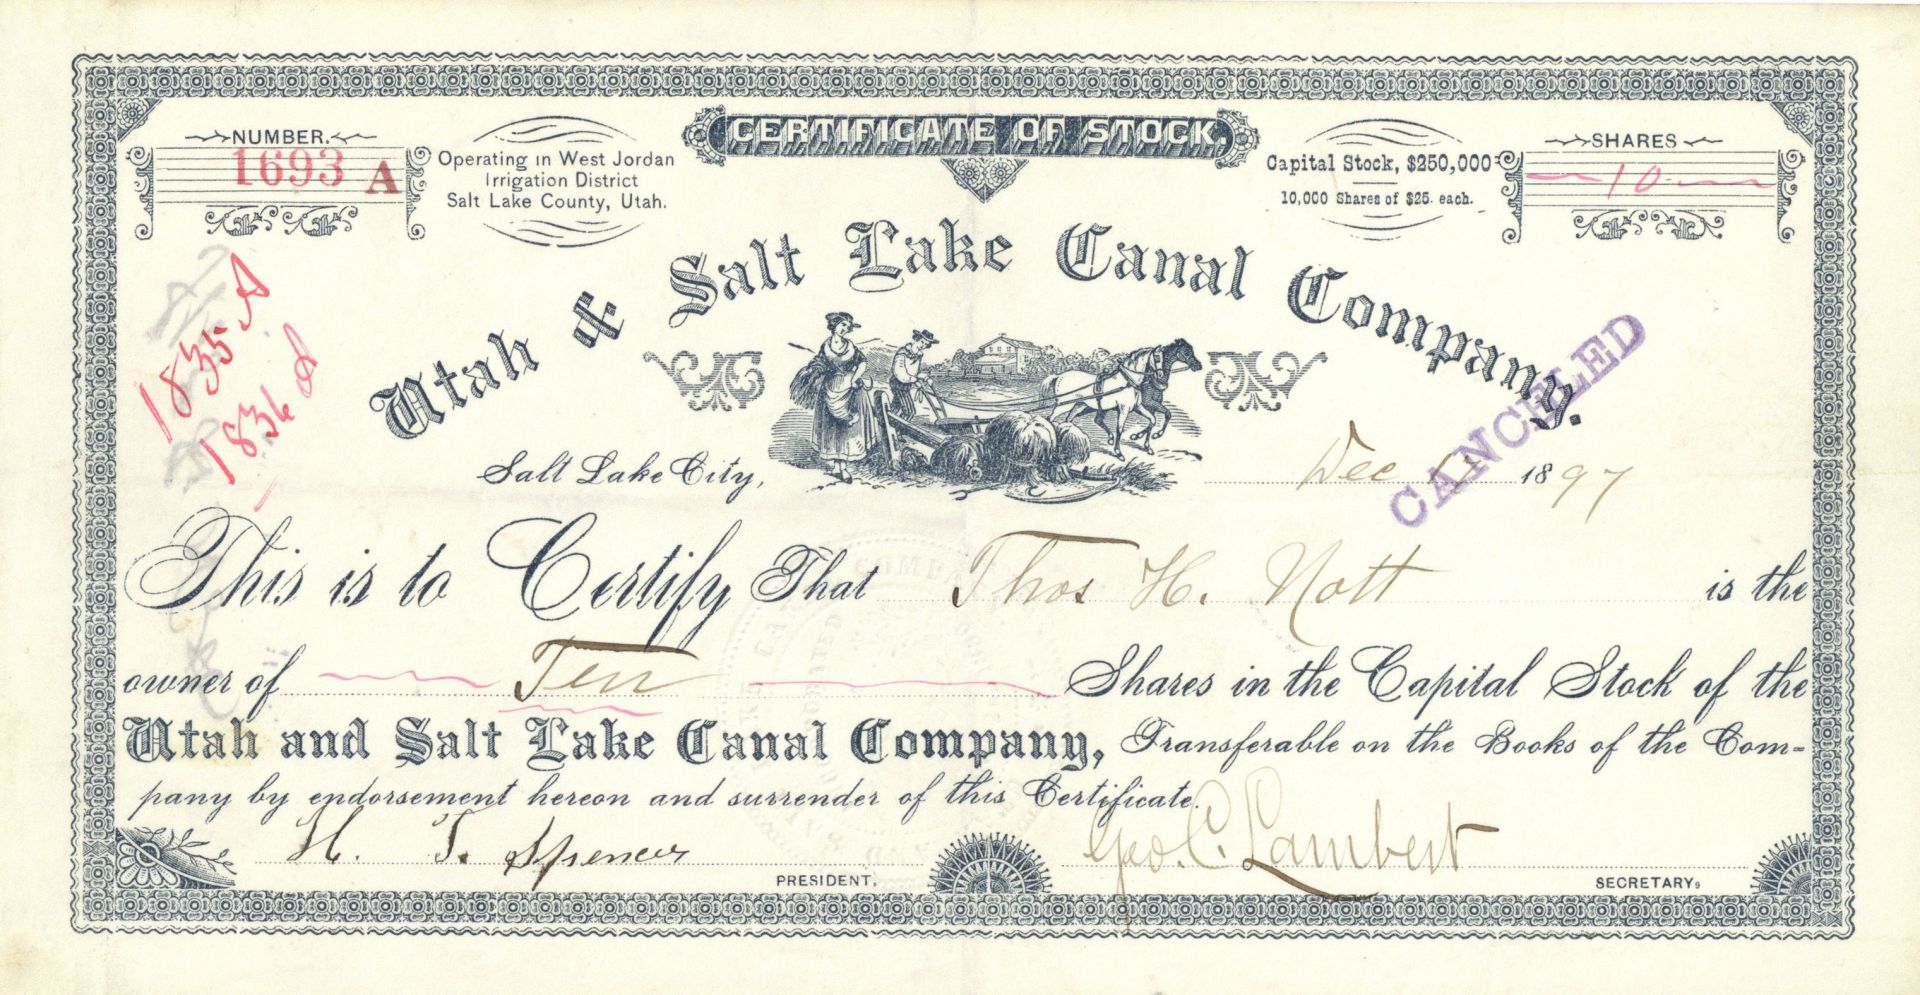 CERTIFICATE OF STOCK.
NUMBER.
1693 A
Operating in West Jordan
Irrigation District
Salt Lake County, Utah.
Capital Stock, $250,000
10,000 Shares of $25. each.
SHARES
10
1835 A
1836 A
Utah & Salt Lake Canal Company.
CANCELED
Salt Lake City, Dec 1897
This is to Certify That Thos H. Nott is the
owner of Ten Shares in the Capital Stock of the
Utah and Salt Lake Canal Company, Transferable on the Books of the Com-
pany by endorsement hereon and surrender of this Certificate.
H. T. Spencer
PRESIDENT.
Geo. C. Lambert
SECRETARY,